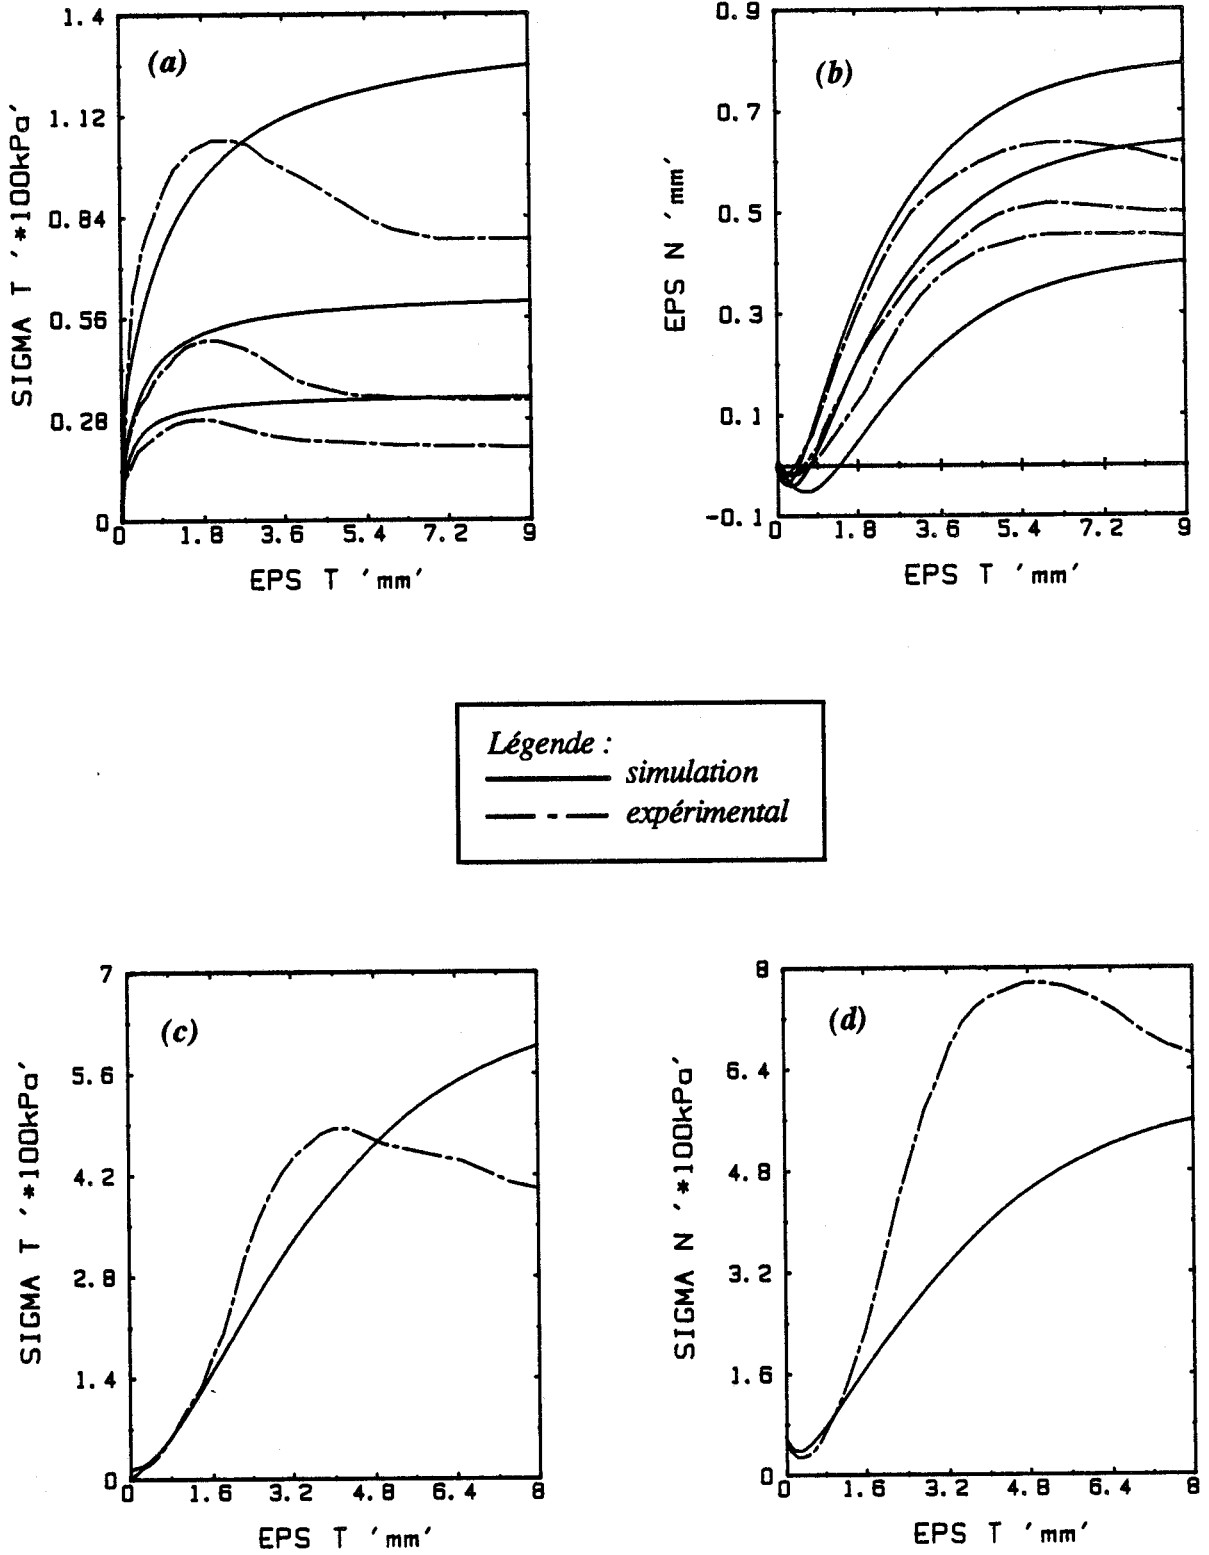 (a)
SIGMA T '*100kPa'
1.4
1.12
0.84
0.56
0.28
0
0 1.8 3.6 5.4 7.2 9
EPS T 'mm'
(b)
EPS N 'mm'
0.9
0.7
0.5
0.3
0.1
-0.1
0 1.8 3.6 5.4 7.2 9
EPS T 'mm'
Légende :
simulation
expérimental
(c)
SIGMA T '*100kPa'
7
5.6
4.2
2.8
1.4
0
0 1.6 3.2 4.8 6.4 8
EPS T 'mm'
(d)
SIGMA N '*100kPa'
8
6.4
4.8
3.2
1.6
0
0 1.6 3.2 4.8 6.4 8
EPS T 'mm'